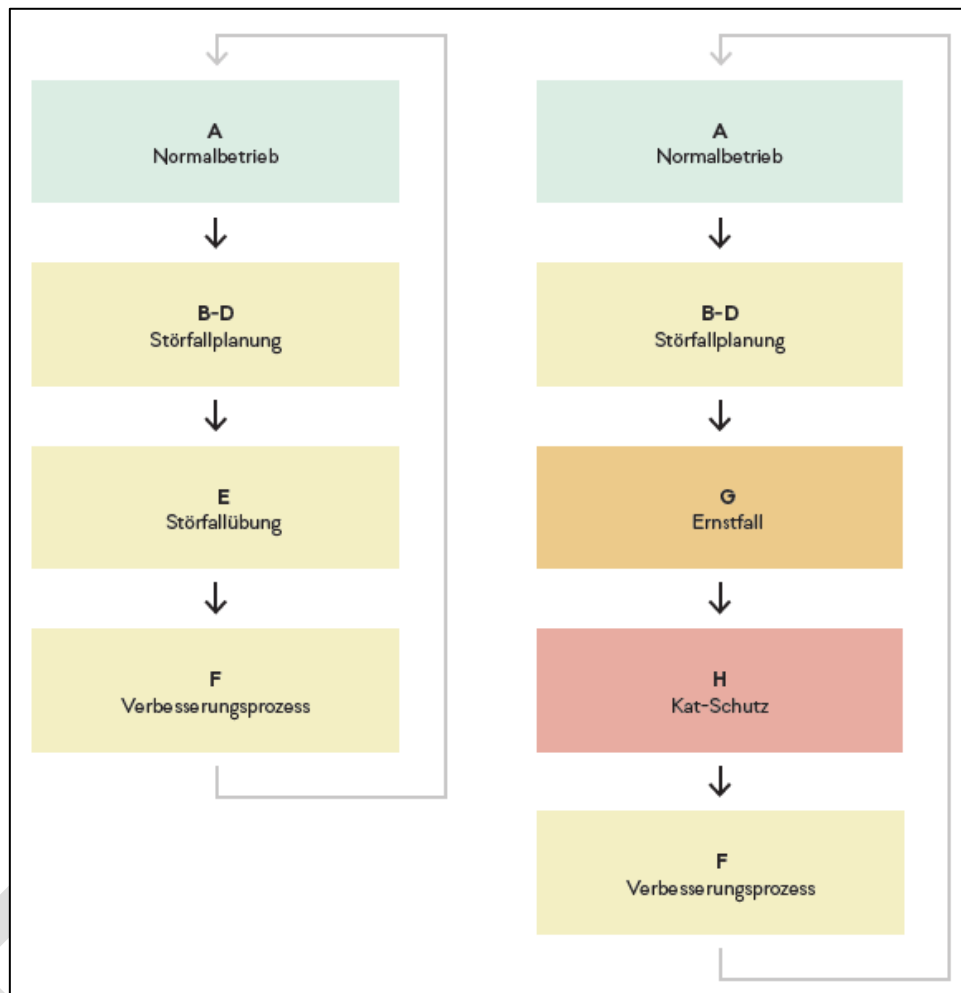 A
Normalbetrieb
B-D
Störfallplanung
E
Störfallübung
F
Verbesserungsprozess
A
Normalbetrieb
B-D
Störfallplanung
G
Ernstfall
H
Kat-Schutz
F
Verbesserungsprozess